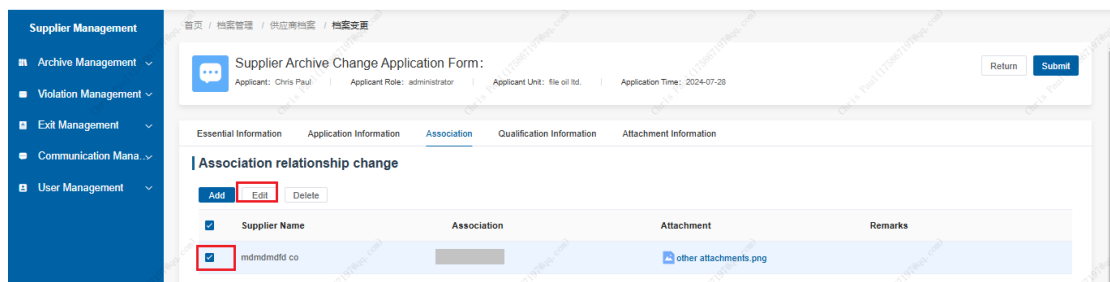 Supplier Management
首页 / 档案管理 / 供应商档案 / 档案变更
Archive Management
Violation Management
Exit Management
Communication Mana..
User Management
Supplier Archive Change Application Form:
Applicant: Chris Paul
Applicant Role: administrator
Applicant Unit: file oil ltd.
Application Time: 2024-07-28
Return
Submit
Essential Information
Application Information
Association
Qualification Information
Attachment Information
Association relationship change
Add
Edit
Delete
Supplier Name
Association
Attachment
Remarks
mdmdmdfd co
other attachments.png